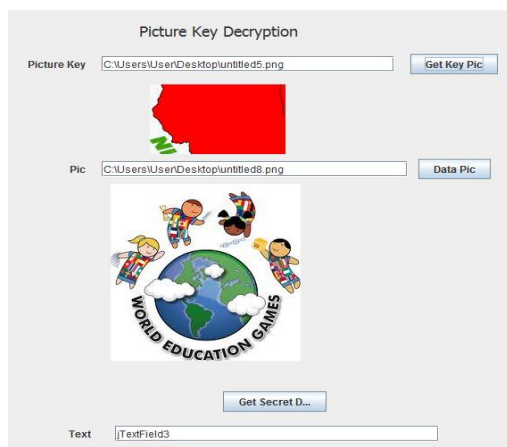 Picture Key Decryption
Picture Key C:\Users\User\Desktop\untitled5.png Get Key Pic
NI
Pic C:\Users\User\Desktop\untitled8.png Data Pic
WORLD EDUCATION GAMES
Get Secret D...
Text jTextField3